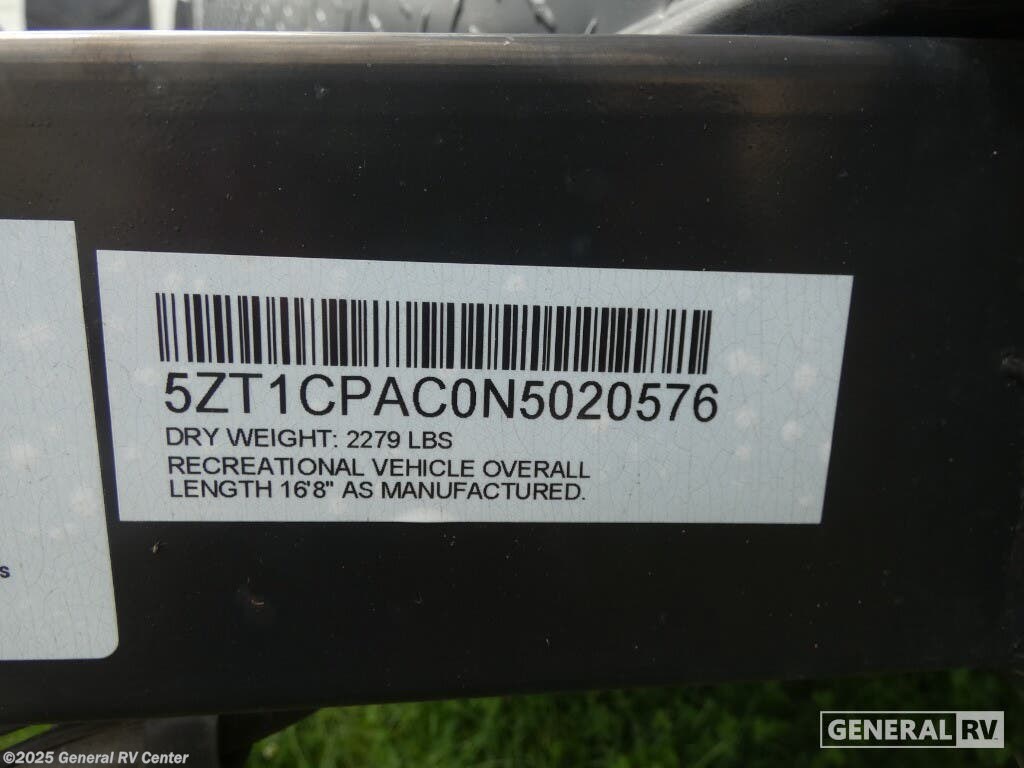 5ZT1CPAC0N5020576
DRY WEIGHT: 2279 LBS
RECREATIONAL VEHICLE OVERALL
LENGTH 16'8" AS MANUFACTURED.
s
GENERAL RV
©2025 General RV Center